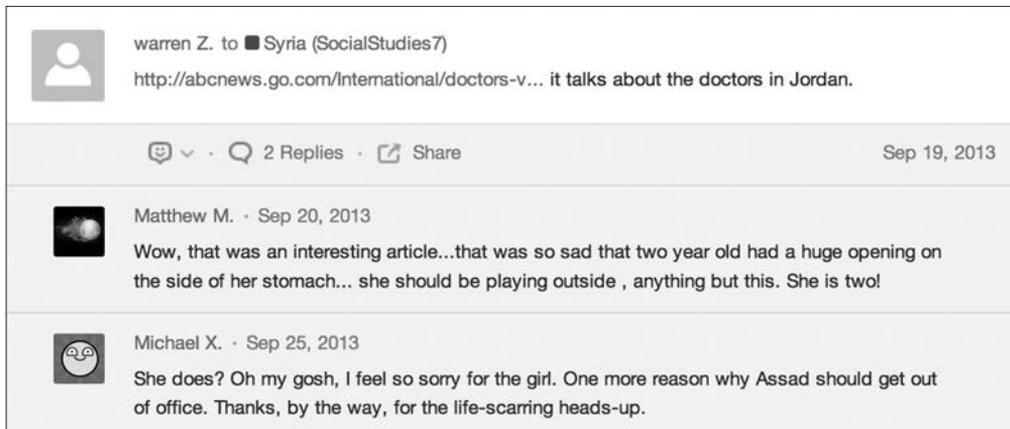 warren Z. to Syria (SocialStudies7)
http://abcnews.go.com/International/doctors-v... it talks about the doctors in Jordan.
2 Replies · Share Sep 19, 2013
Matthew M. · Sep 20, 2013
Wow, that was an interesting article...that was so sad that two year old had a huge opening on
the side of her stomach... she should be playing outside , anything but this. She is two!
Michael X. · Sep 25, 2013
She does? Oh my gosh, I feel so sorry for the girl. One more reason why Assad should get out
of office. Thanks, by the way, for the life-scarring heads-up.